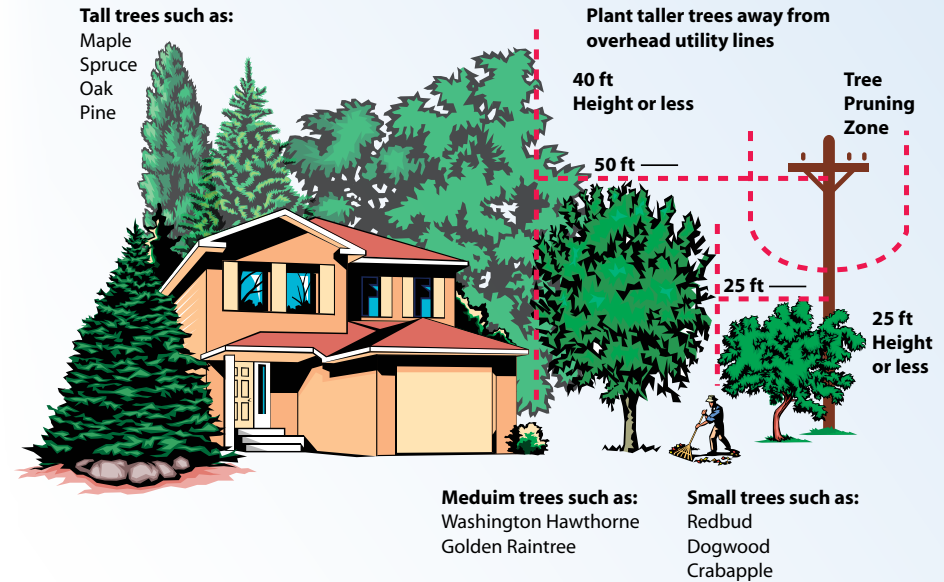 Tall trees such as:
Maple
Spruce
Oak
Pine
Plant taller trees away from
overhead utility lines
40 ft
Height or less
Tree
Pruning
Zone
50 ft
25 ft
25 ft
Height
or less
Meduim trees such as:
Washington Hawthorne
Golden Raintree
Small trees such as:
Redbud
Dogwood
Crabapple